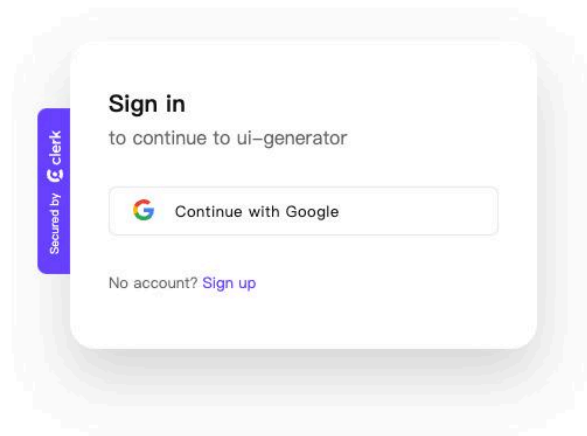 Sign in
to continue to ui-generator
Secured by clerk
Continue with Google
No account? Sign up